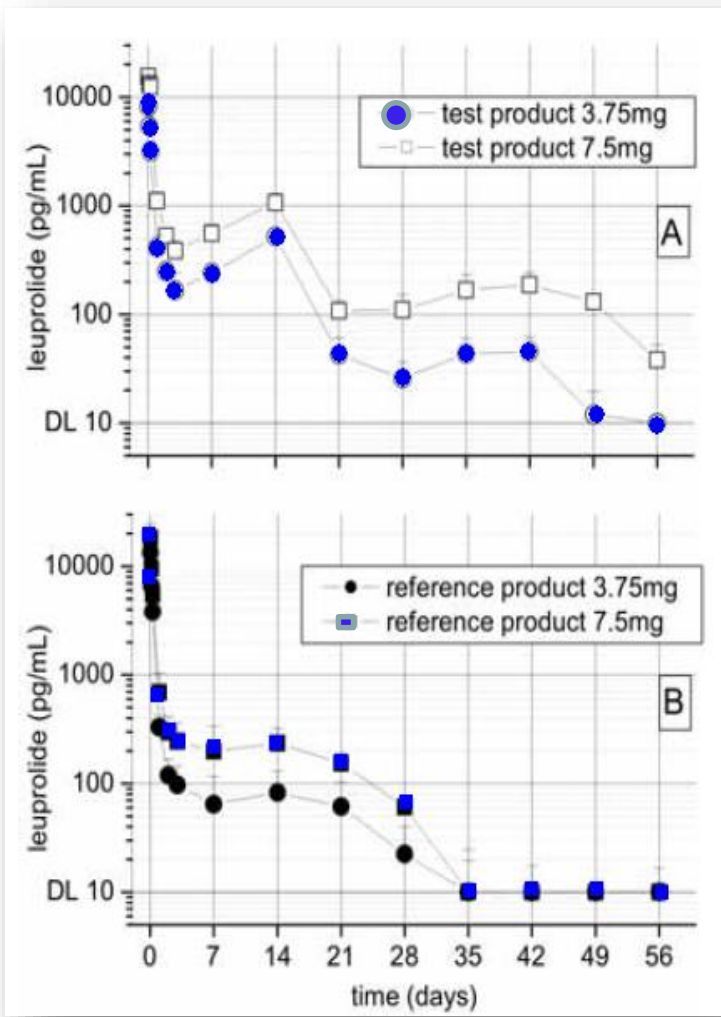 10000
1000
100
DL 10
leuprolide (pg/mL)
test product 3.75mg
test product 7.5mg
A
10000
1000
100
DL 10
leuprolide (pg/mL)
reference product 3.75mg
reference product 7.5mg
B
0 7 14 21 28 35 42 49 56
time (days)